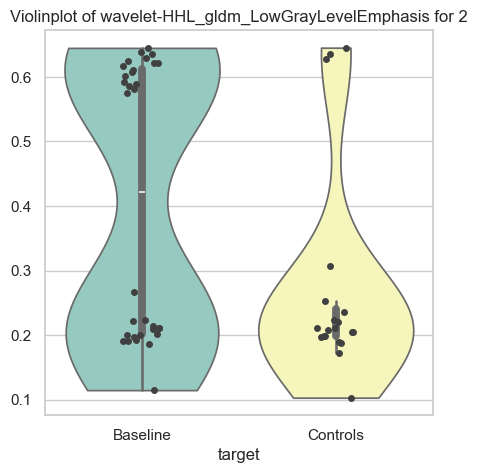 Violinplot of wavelet-HHL_gldm_LowGrayLevelEmphasis for 2
0.6
0.5
0.4
0.3
0.2
0.1
Baseline Controls
target